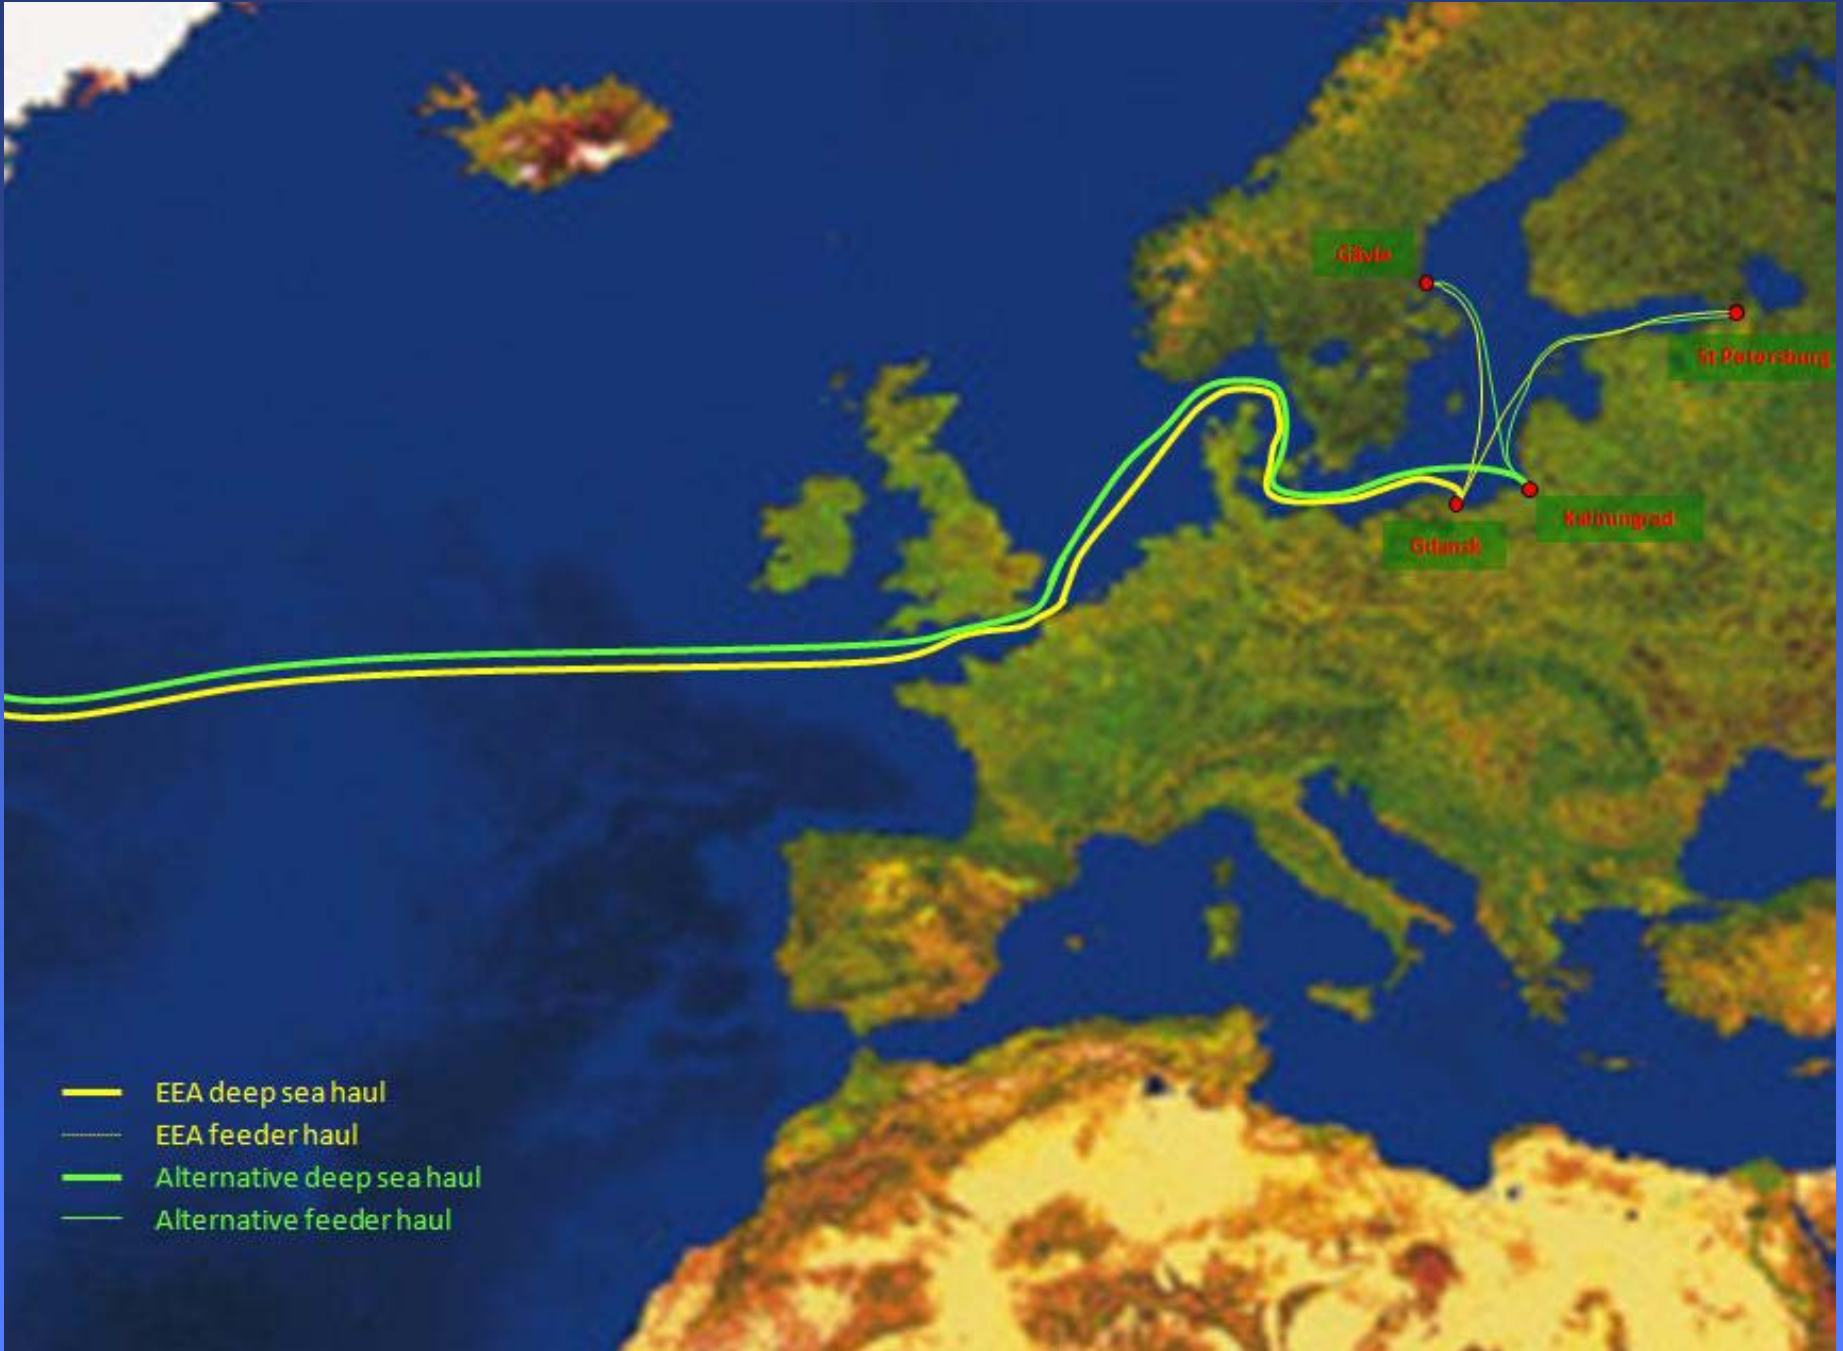 Gävle
St Petersburg
Kaliningrad
Gdansk
EEA deep sea haul
EEA feeder haul
Alternative deep sea haul
Alternative feeder haul